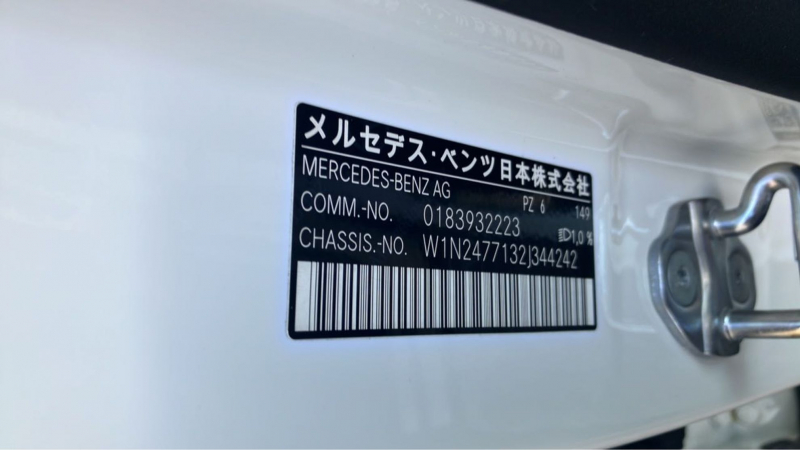 メルセデス・ベンツ日本株式会社
MERCEDES-BENZ AG PZ 6 149
COMM.-NO. 0183932223 1,0 %
CHASSIS.-NO. W1N2477132J344242